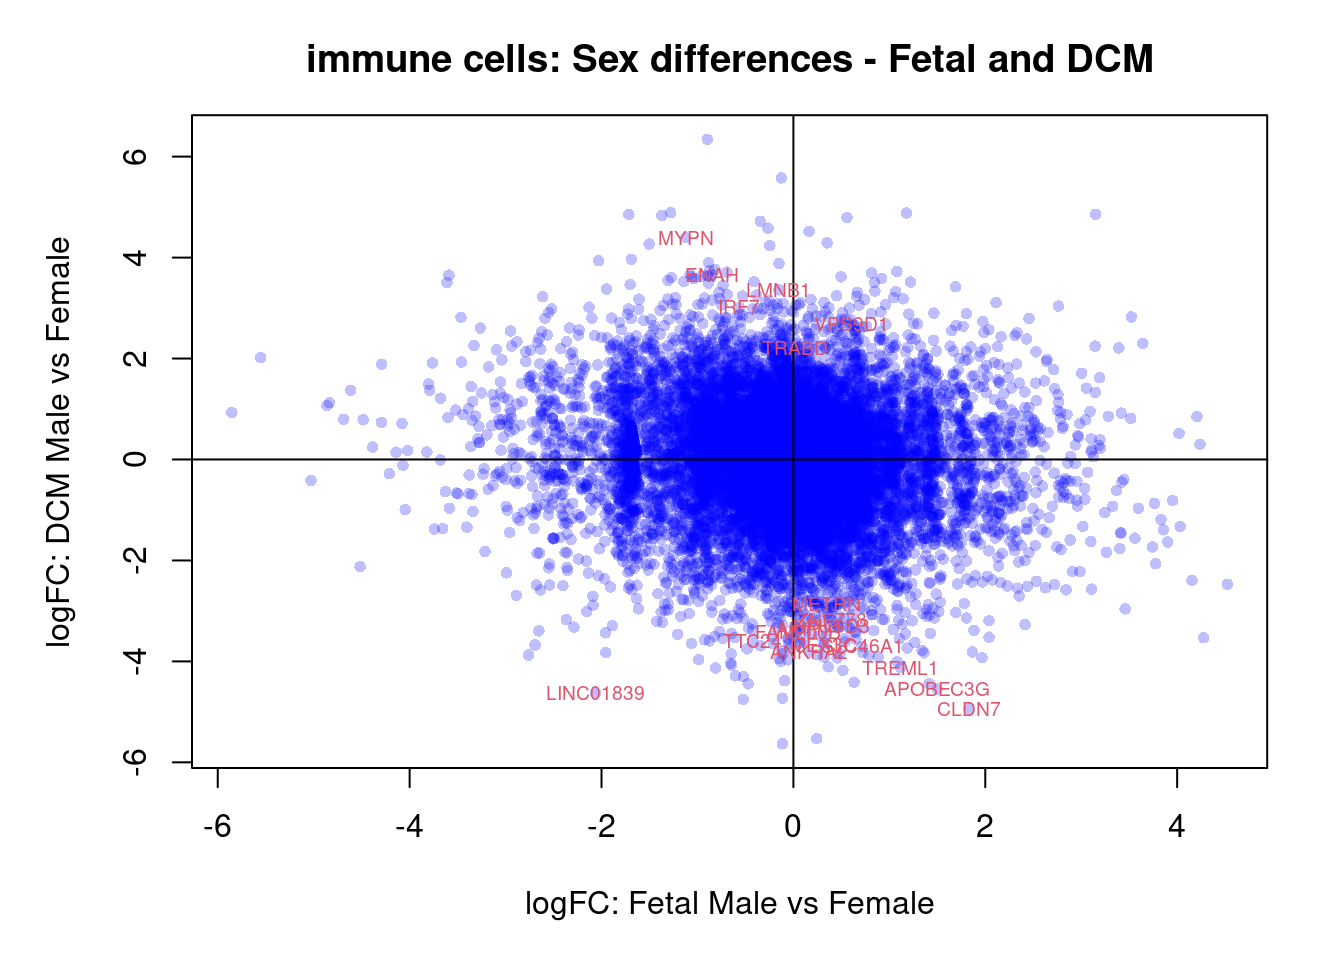 immune cells: Sex differences - Fetal and DCM
logFC: DCM Male vs Female
6
4
2
0
-2
-4
-6
MYPN
ENAH
LMNB1
IRF7
VPS9D1
TRABD
METRN
ANKRA2
TREML1
LINC01839
APOBEC3G
CLDN7
-6
-4
-2
0
2
4
logFC: Fetal Male vs Female